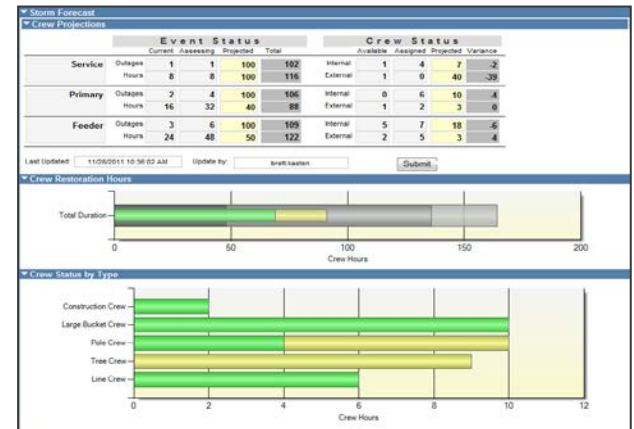 Storm Forecast
Crew Projections
Event Status Crew Status
Current Assessing Projected Total Available Assigned Projected Variance
Service Outages 1 1 100 102 Internal 1 4 7 -2
Hours 8 8 100 116 External 1 0 40 -39
Primary Outages 2 4 100 106 Internal 0 6 10 -4
Hours 16 32 40 88 External 1 2 3 0
Feeder Outages 3 6 100 109 Internal 5 7 18 -6
Hours 24 48 50 122 External 2 5 3 4
Last Updated: 11/28/2011 10:36:02 AM Update by: brett.kasten Submit
Crew Restoration Hours
Total Duration
0 50 100 150 200
Crew Hours
Crew Status by Type
Construction Crew
Large Bucket Crew
Pole Crew
Tree Crew
Line Crew
0 2 4 6 8 10 12
Crew Hours